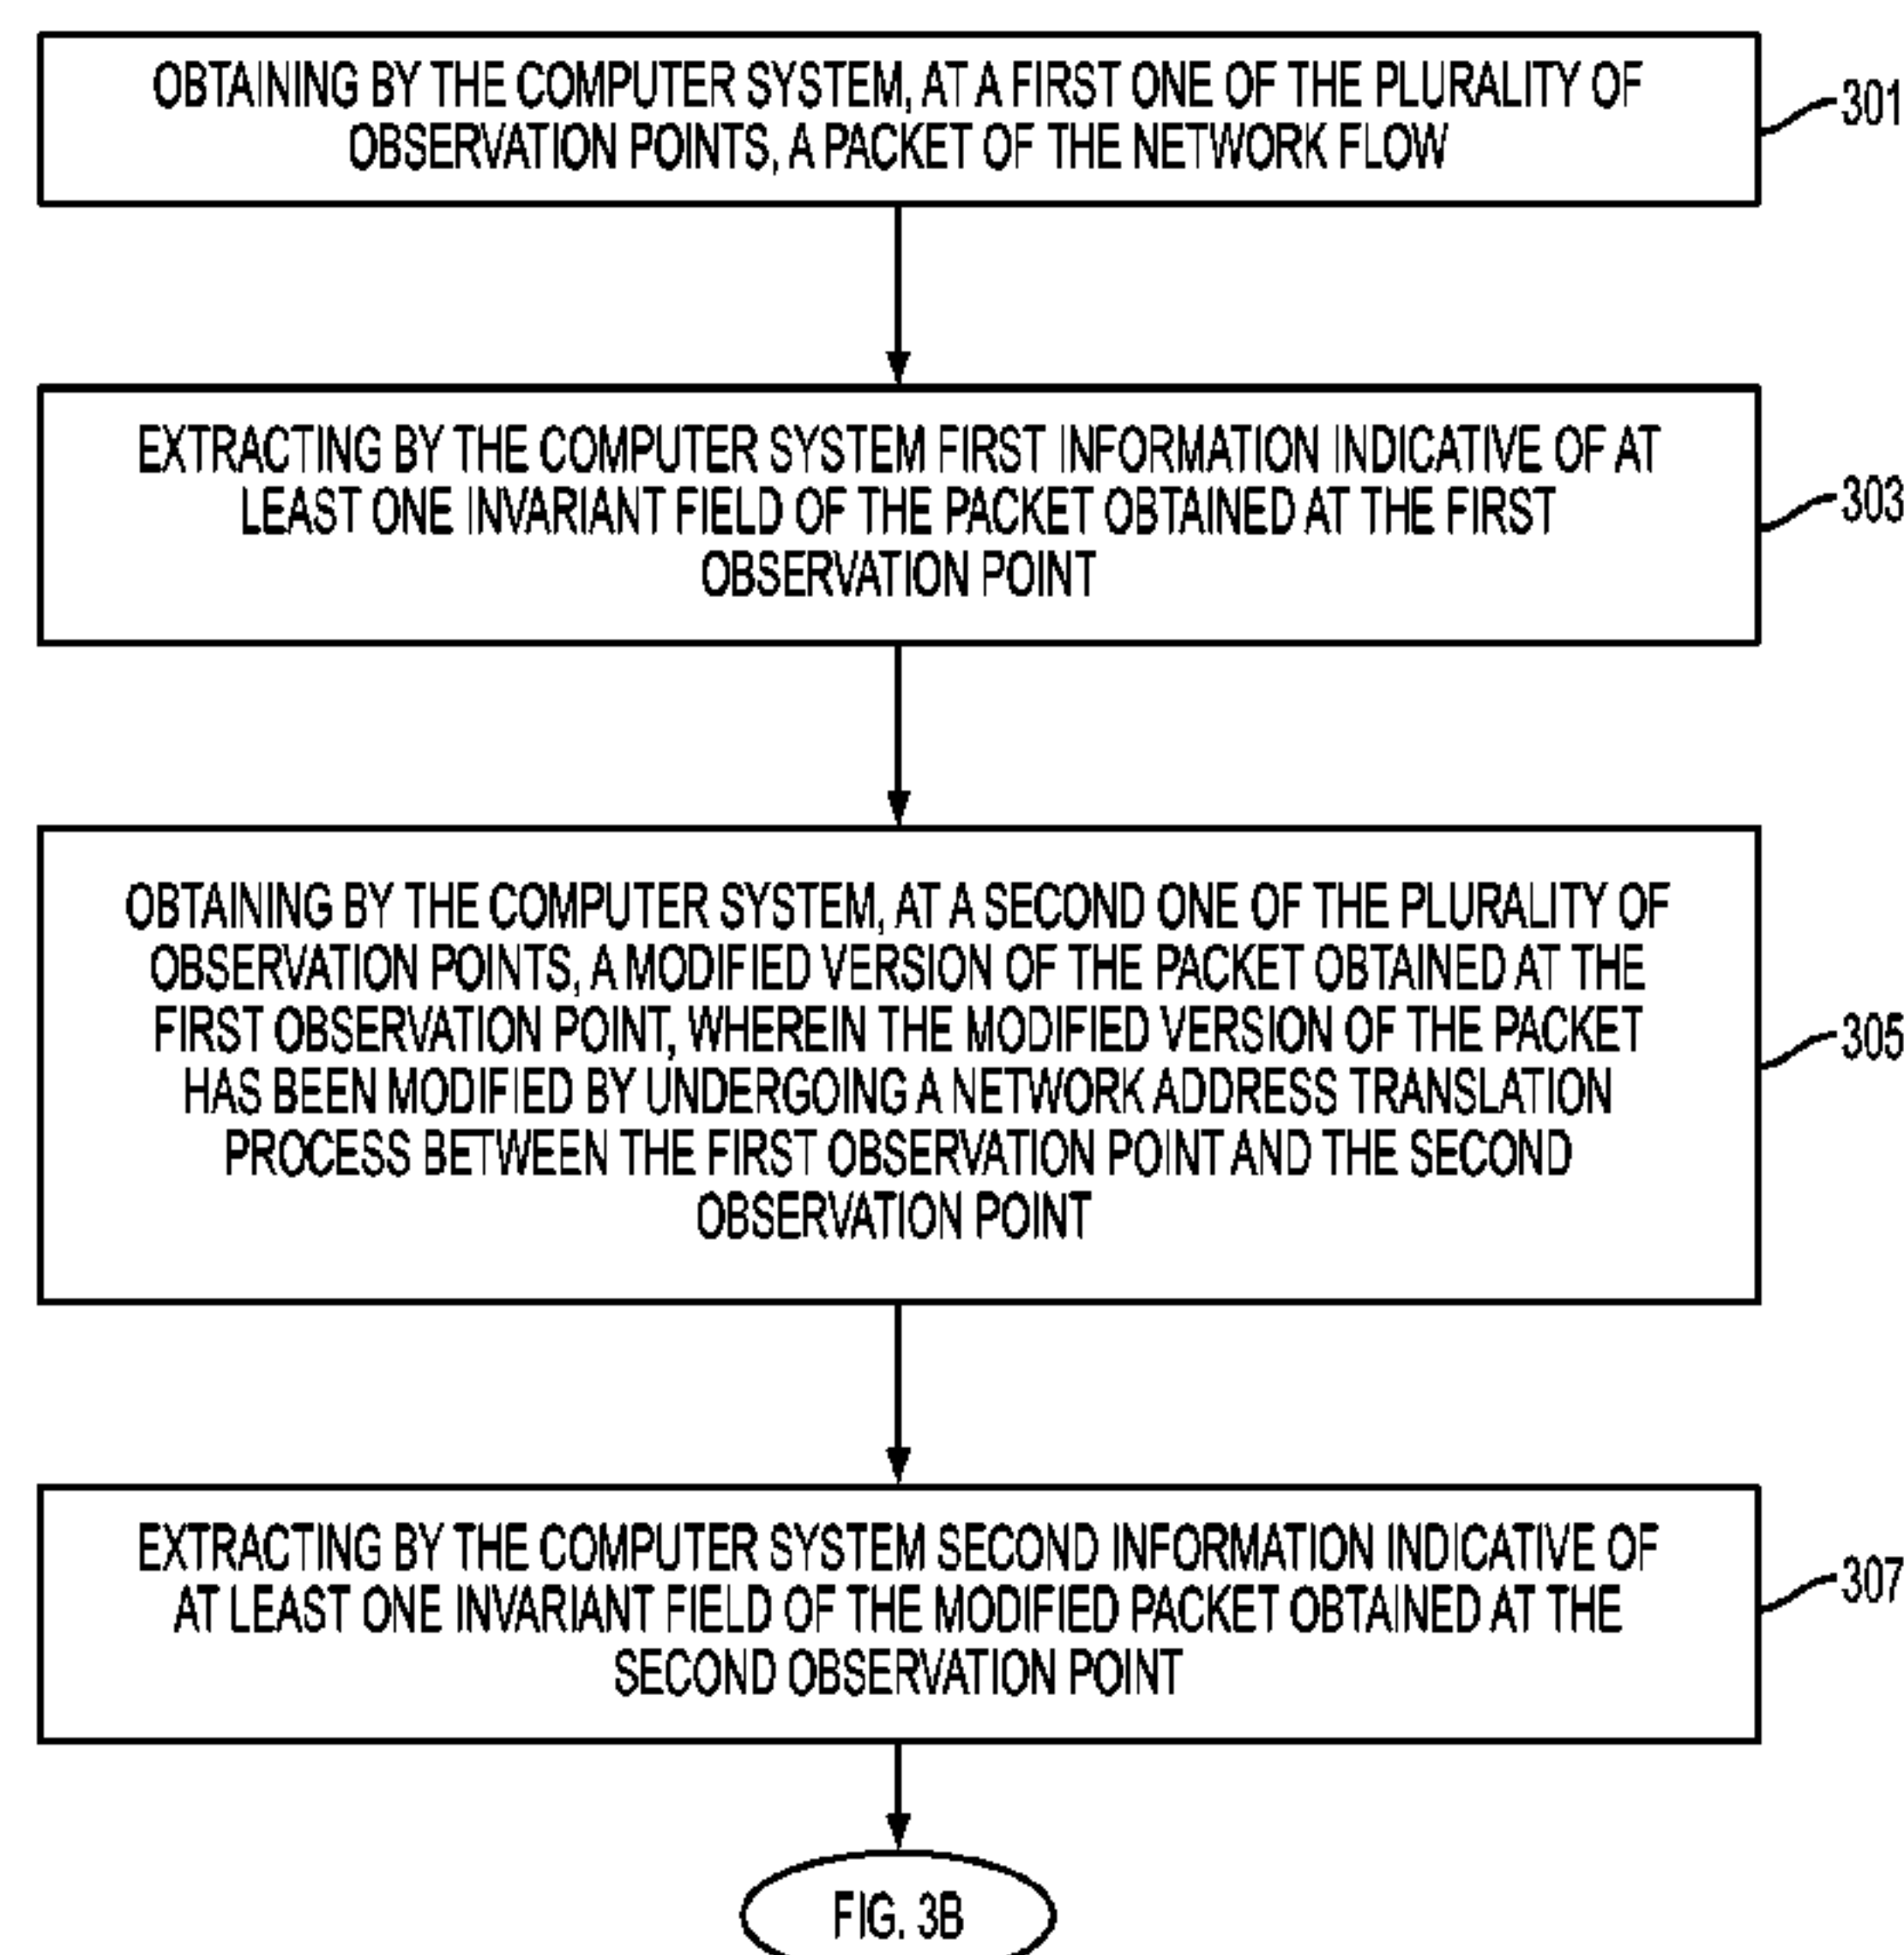 OBTAINING BY THE COMPUTER SYSTEM, AT A FIRST ONE OF THE PLURALITY OF
OBSERVATION POINTS, A PACKET OF THE NETWORK FLOW
301
EXTRACTING BY THE COMPUTER SYSTEM FIRST INFORMATION INDICATIVE OF AT
LEAST ONE INVARIANT FIELD OF THE PACKET OBTAINED AT THE FIRST
OBSERVATION POINT
303
OBTAINING BY THE COMPUTER SYSTEM, AT A SECOND ONE OF THE PLURALITY OF
OBSERVATION POINTS, A MODIFIED VERSION OF THE PACKET OBTAINED AT THE
FIRST OBSERVATION POINT, WHEREIN THE MODIFIED VERSION OF THE PACKET
HAS BEEN MODIFIED BY UNDERGOING A NETWORK ADDRESS TRANSLATION
PROCESS BETWEEN THE FIRST OBSERVATION POINT AND THE SECOND
OBSERVATION POINT
305
EXTRACTING BY THE COMPUTER SYSTEM SECOND INFORMATION INDICATIVE OF
AT LEAST ONE INVARIANT FIELD OF THE MODIFIED PACKET OBTAINED AT THE
SECOND OBSERVATION POINT
307
FIG. 3B